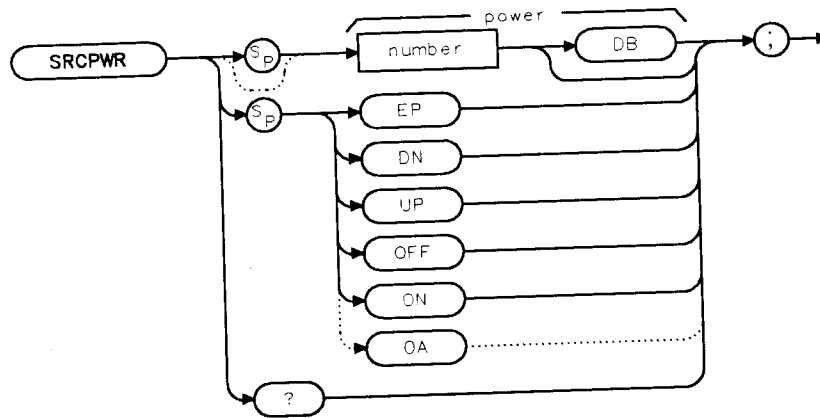 power
SRCPWR
SP
number
DB
;
SP
EP
DN
UP
OFF
ON
OA
?